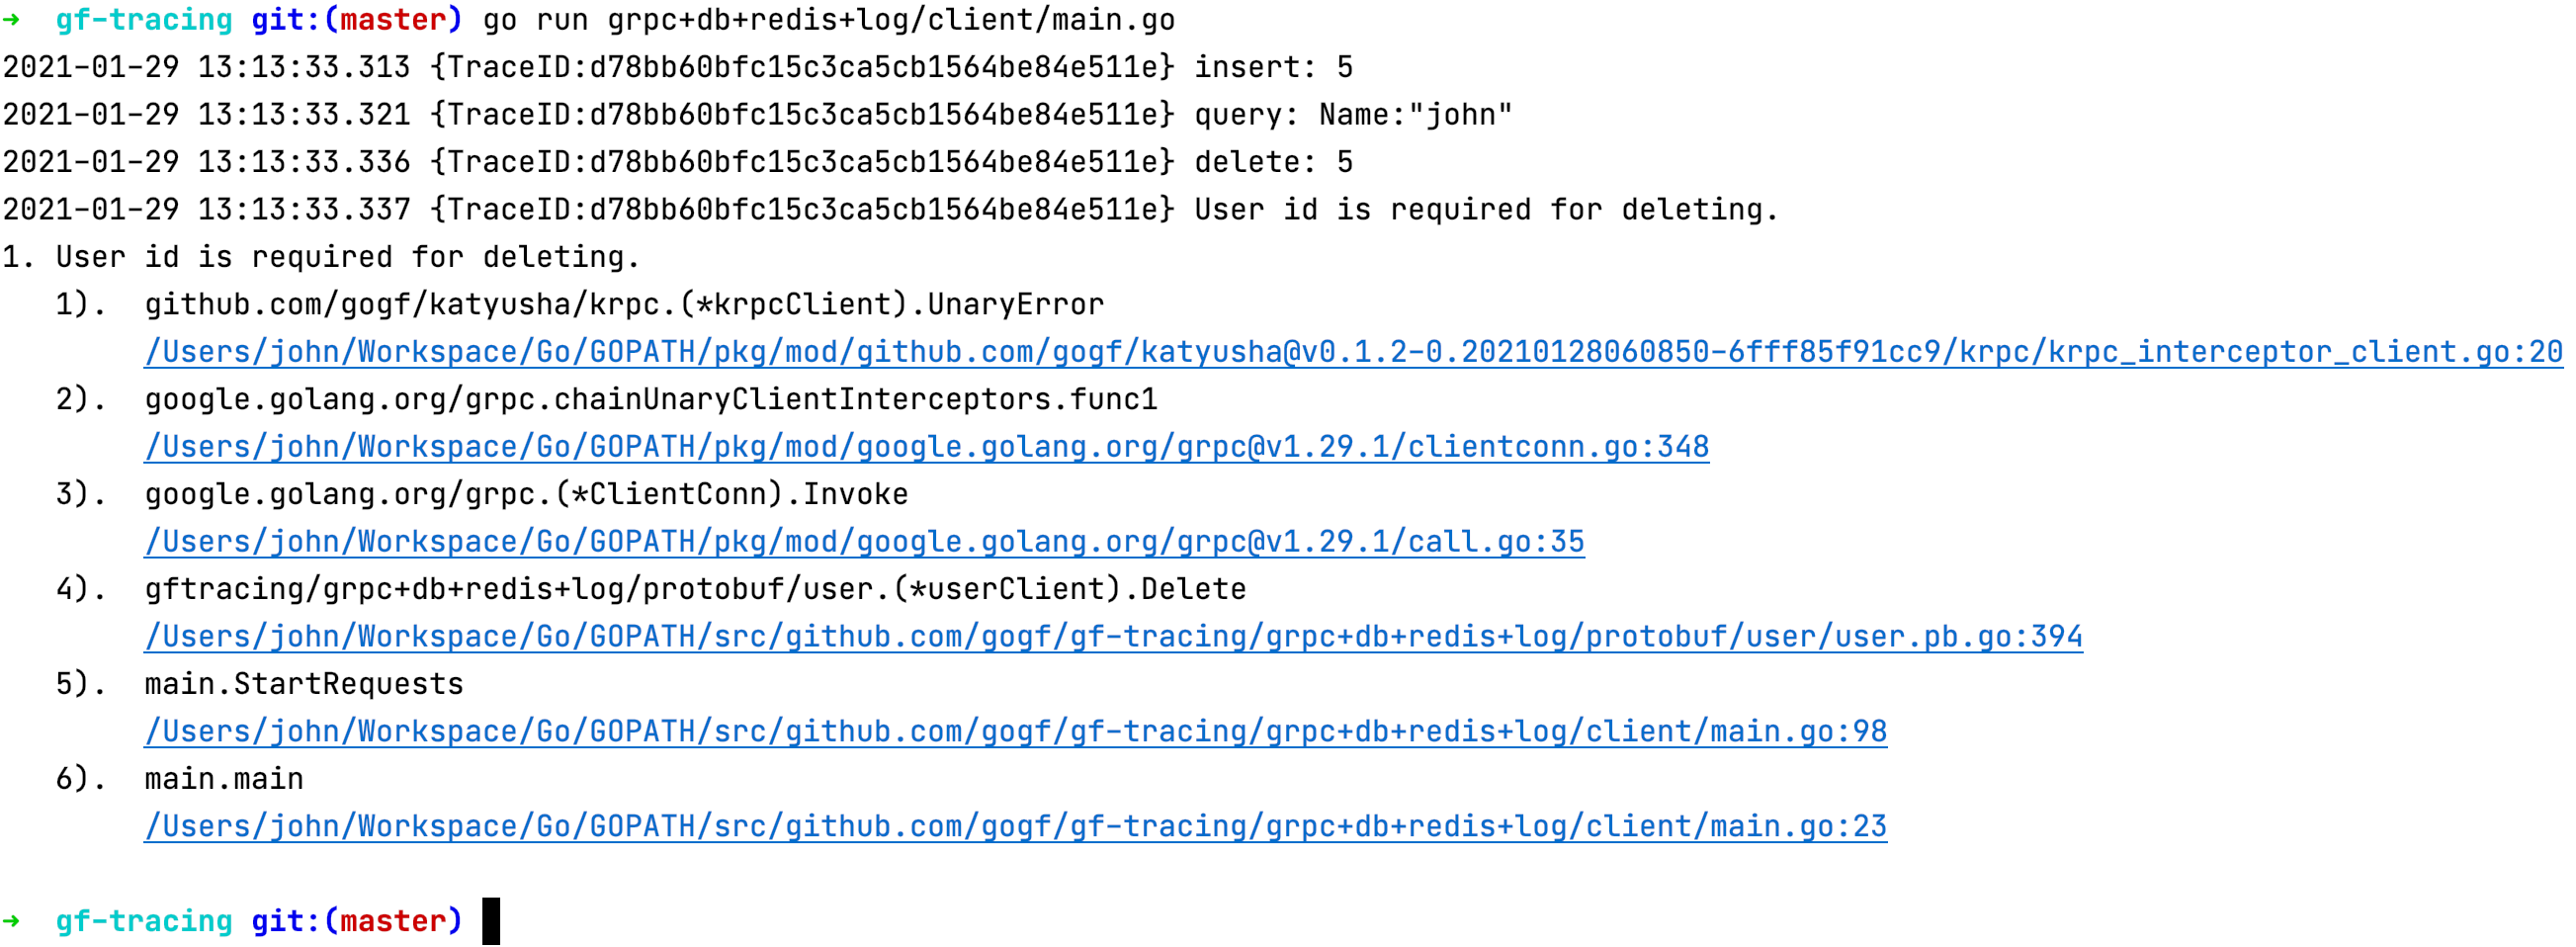 ➜  gf-tracing git:(master) go run grpc+db+redis+log/client/main.go
2021-01-29 13:13:33.313 {TraceID:d78bb60bfc15c3ca5cb1564be84e511e} insert: 5
2021-01-29 13:13:33.321 {TraceID:d78bb60bfc15c3ca5cb1564be84e511e} query: Name:"john"
2021-01-29 13:13:33.336 {TraceID:d78bb60bfc15c3ca5cb1564be84e511e} delete: 5
2021-01-29 13:13:33.337 {TraceID:d78bb60bfc15c3ca5cb1564be84e511e} User id is required for deleting.
1. User id is required for deleting.
   1).  github.com/gogf/katyusha/krpc.(*krpcClient).UnaryError
        /Users/john/Workspace/Go/GOPATH/pkg/mod/github.com/gogf/katyusha@v0.1.2-0.20210128060850-6fff85f91cc9/krpc/krpc_interceptor_client.go:20
   2).  google.golang.org/grpc.chainUnaryClientInterceptors.func1
        /Users/john/Workspace/Go/GOPATH/pkg/mod/google.golang.org/grpc@v1.29.1/clientconn.go:348
   3).  google.golang.org/grpc.(*ClientConn).Invoke
        /Users/john/Workspace/Go/GOPATH/pkg/mod/google.golang.org/grpc@v1.29.1/call.go:35
   4).  gftracing/grpc+db+redis+log/protobuf/user.(*userClient).Delete
        /Users/john/Workspace/Go/GOPATH/src/github.com/gogf/gf-tracing/grpc+db+redis+log/protobuf/user/user.pb.go:394
   5).  main.StartRequests
        /Users/john/Workspace/Go/GOPATH/src/github.com/gogf/gf-tracing/grpc+db+redis+log/client/main.go:98
   6).  main.main
        /Users/john/Workspace/Go/GOPATH/src/github.com/gogf/gf-tracing/grpc+db+redis+log/client/main.go:23
➜  gf-tracing git:(master)